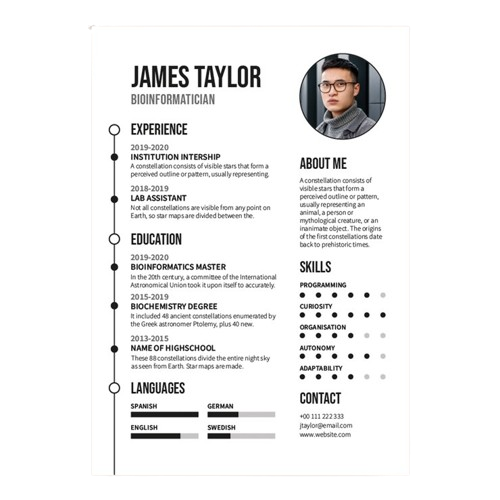 JAMES TAYLOR
BIOINFORMATICIAN
EXPERIENCE
2019-2020
INSTITUTION INTERSHIP
A constellation consists of visible stars that form a
perceived outline or pattern, usually representing.
2018-2019
LAB ASSISTANT
Not all constellations are visible from any point on
Earth, so star maps are divided between the.
EDUCATION
2019-2020
BIOINFORMATICS MASTER
In the 20th century, a committee of the International
Astronomical Union took it upon itself to accurately.
2015-2019
BIOCHEMISTRY DEGREE
It included 48 ancient constellations enumerated by
the Greek astronomer Ptolemy, plus 40 new.
2013-2015
NAME OF HIGHSCHOOL
These 88 constellations divide the entire night sky
as seen from Earth. Star maps are made.
LANGUAGES
SPANISH
GERMAN
ENGLISH
SWEDISH
ABOUT ME
A constellation consists of
visible stars that form a
perceived outline or pattern,
usually representing an
animal, a person or
mythological creature, or an
inanimate object. The origins
of the first constellations date
back to prehistoric times.
SKILLS
PROGRAMMING
CURIOSITY
ORGANISATION
AUTONOMY
ADAPTABILITY
CONTACT
+00 111 222 333
jtaylor@email.com
www.website.com